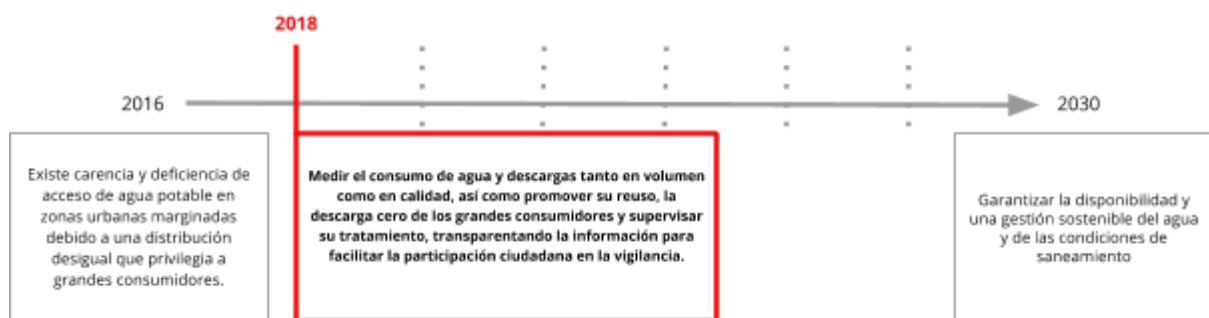 2018
2016
2030
Existe carencia y deficiencia de
acceso de agua potable en
zonas urbanas marginadas
debido a una distribución
desigual que privilegia a
grandes consumidores.
Medir el consumo de agua y descargas tanto en volumen
como en calidad, así como promover su reuso, la
descarga cero de los grandes consumidores y supervisar
su tratamiento, transparentando la información para
facilitar la participación ciudadana en la vigilancia.
Garantizar la disponibilidad y
una gestión sostenible del agua
y de las condiciones de
saneamiento